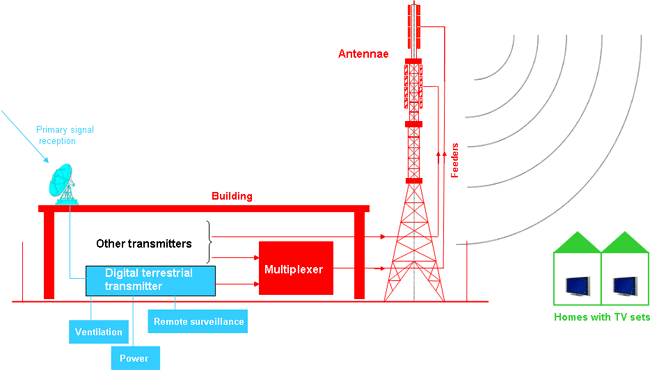 Antennae
Primary signal
reception
Feeders
Building
Other transmitters
Digital terrestrial
transmitter
Multiplexer
Remote surveillance
Ventilation
Power
Homes with TV sets